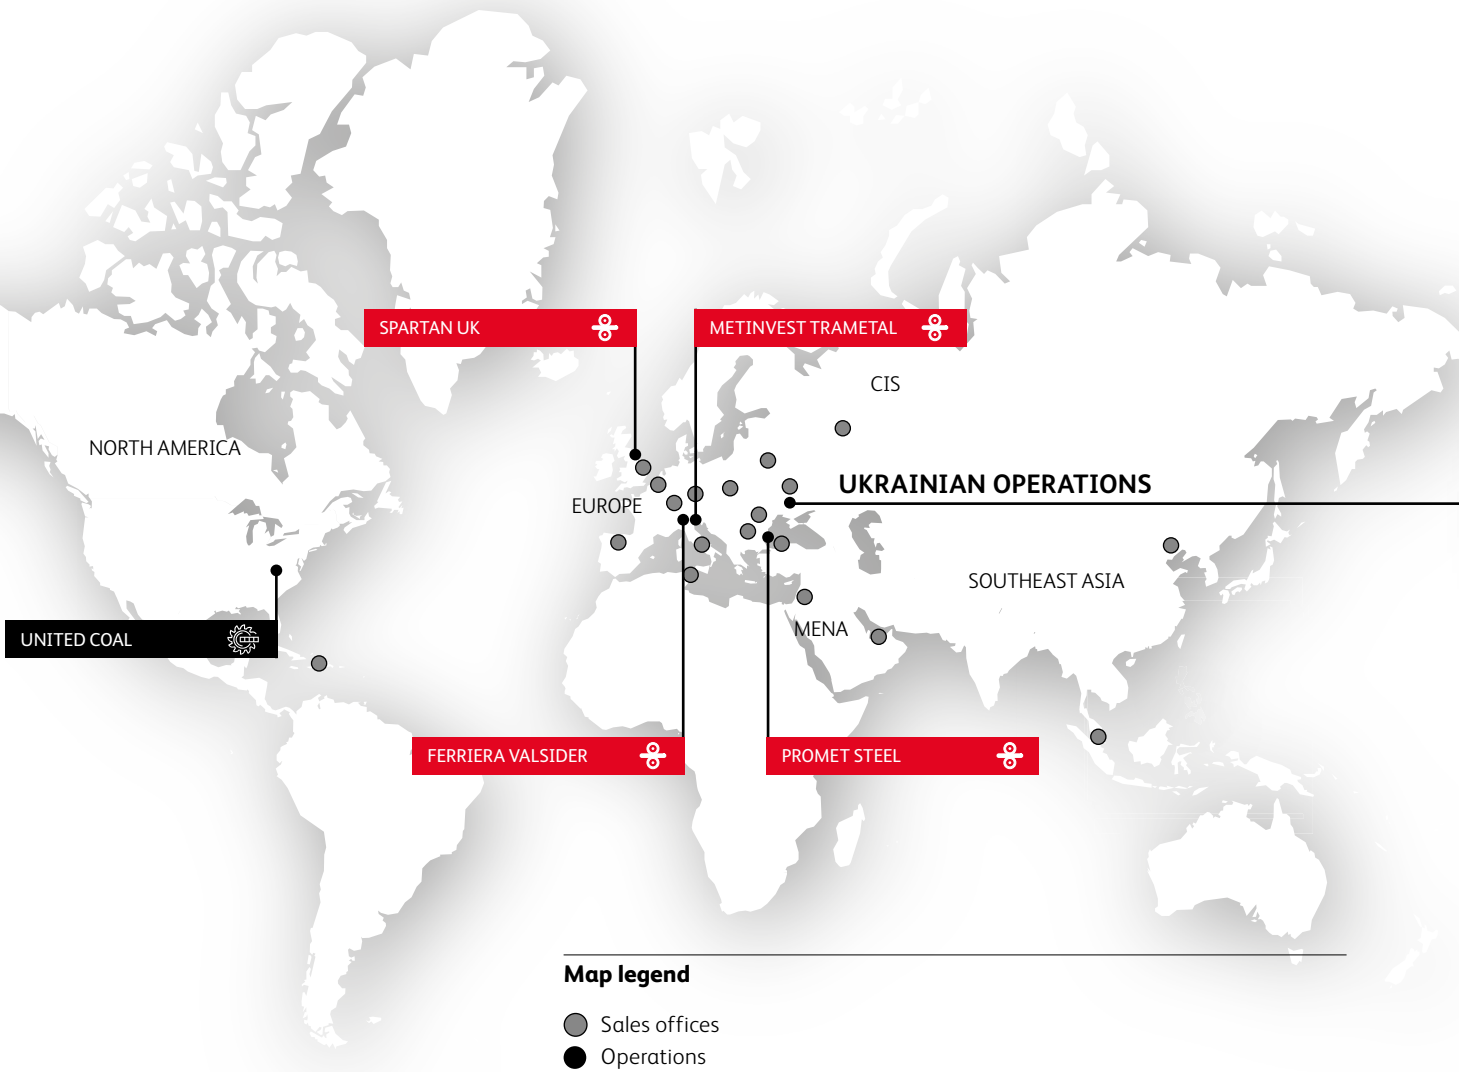 SPARTAN UK
METINVEST TRAMETAL
CIS
NORTH AMERICA
UKRAINIAN OPERATIONS
EUROPE
SOUTHEAST ASIA
MENA
UNITED COAL
FERRIERA VALSIDER
PROMET STEEL
Map legend
Sales offices
Operations